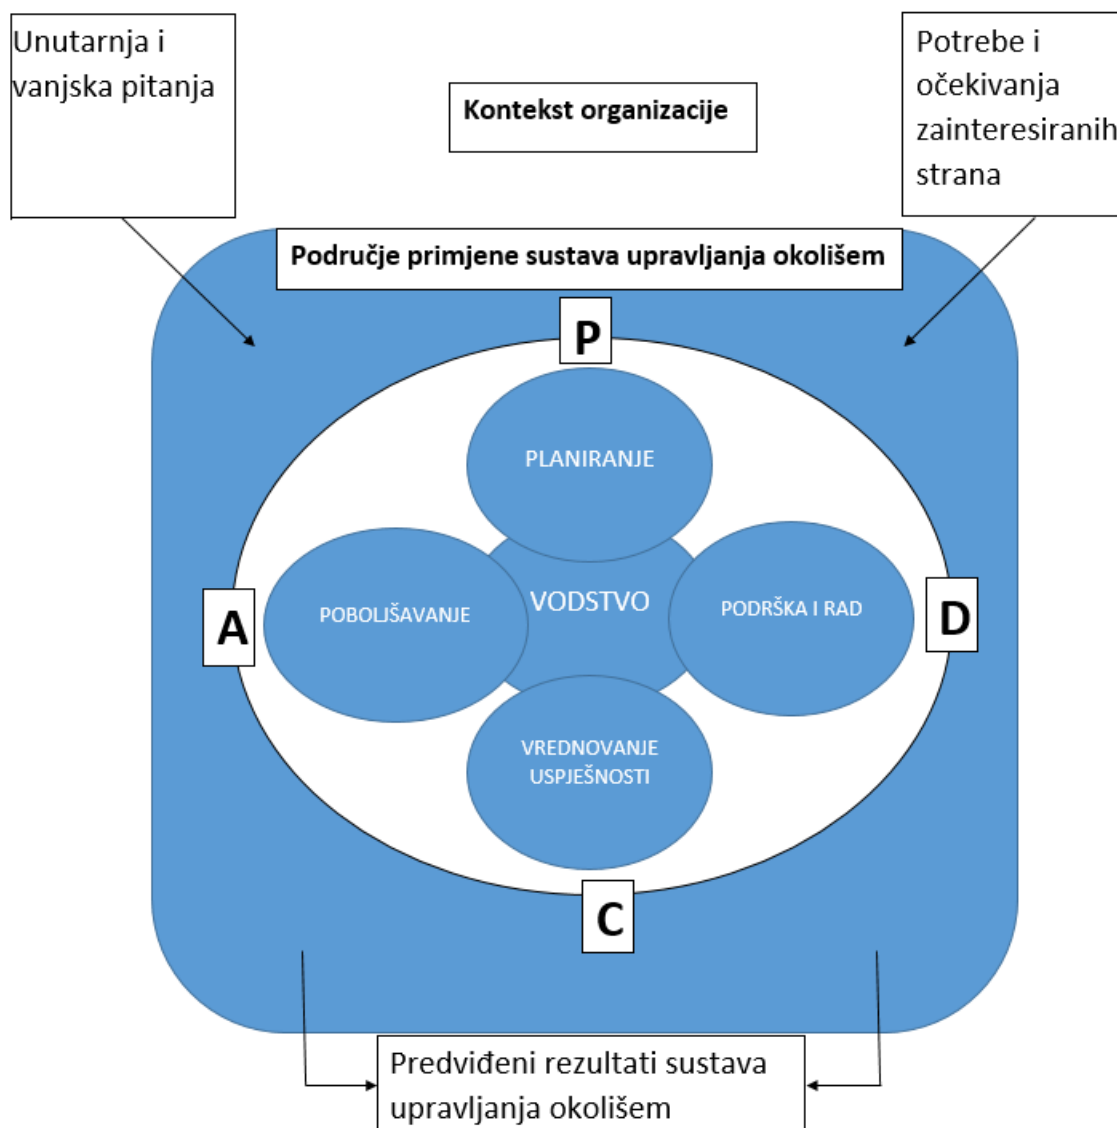 Unutarnja i
vanjska pitanja
Kontekst organizacije
Potrebe i
očekivanja
zainteresiranih
strana
Područje primjene sustava upravljanja okolišem
P
PLANIRANJE
A
POBOLJŠAVANJE
VODSTVO
PODRŠKA I RAD
D
VREDNOVANJE
USPJEŠNOSTI
C
Predviđeni rezultati sustava
upravljanja okolišem